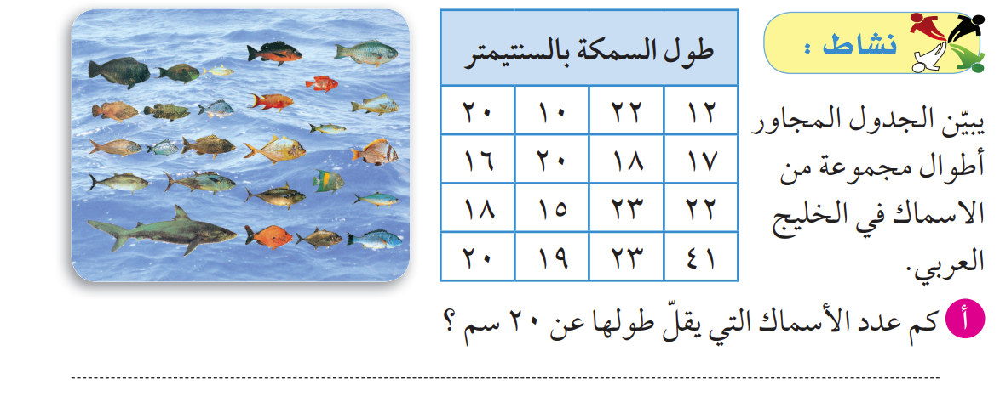 نشاط :
يبيّن الجدول المجاور
أطوال مجموعة من
الاسماك في الخليج
العربي.
طول السمكة بالسنتيمتر
١٢ ٢٢ ١٠ ٢٠
١٧ ١٨ ٢٠ ١٦
٢٢ ٢٣ ١٥ ١٨
٤١ ٢٣ ١٩ ٢٠
أ كم عدد الأسماك التي يقلّ طولها عن ٢٠ سم ؟